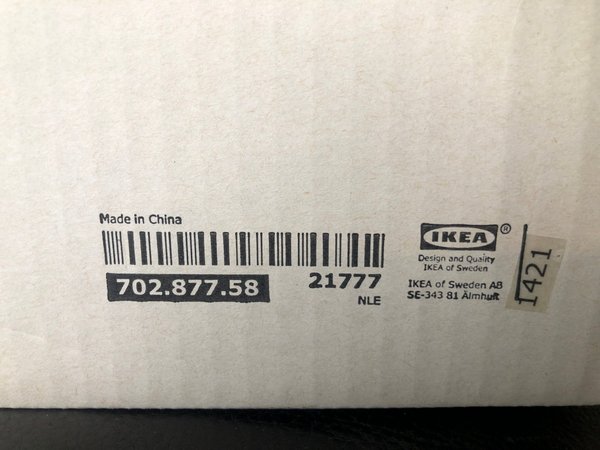 Made in China
702.877.58
21777
NLE
IKEA®
Design and Quality
IKEA of Sweden
IKEA of Sweden AB
SE-343 81 Älmhult
1421